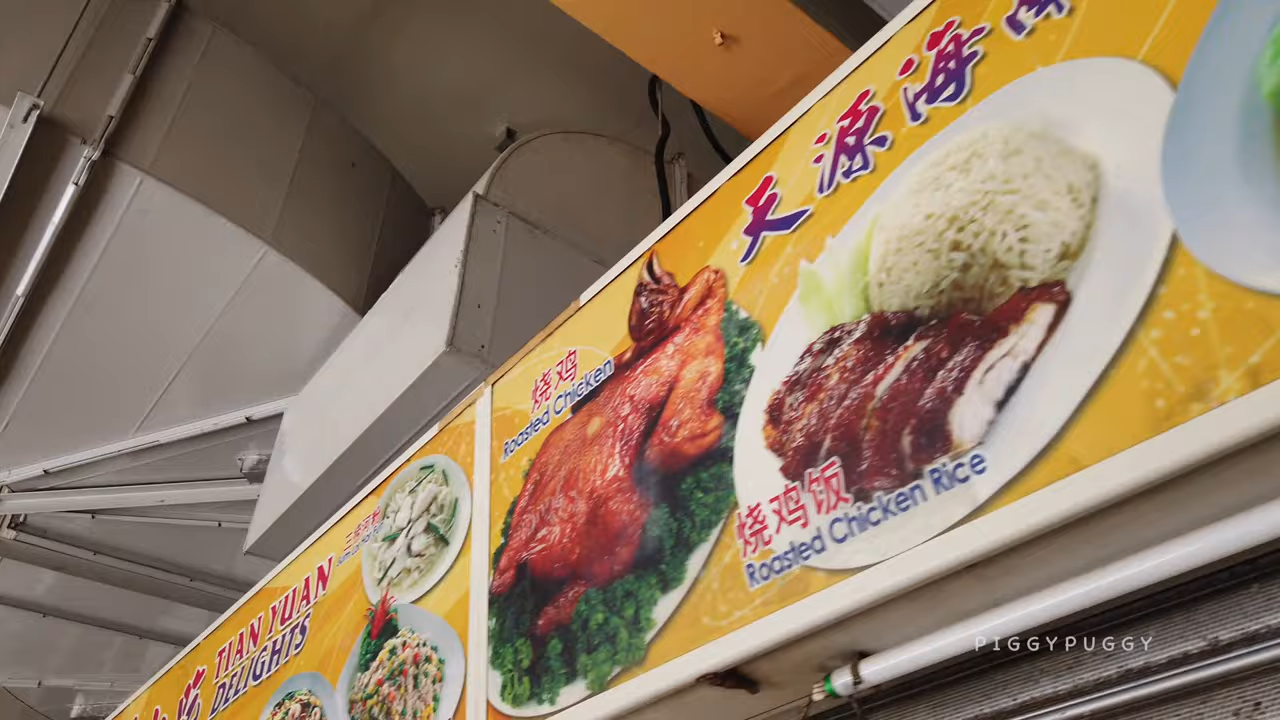 天源海
烧鸡
Roasted Chicken
烧鸡饭
Roasted Chicken Rice
TIAN YUAN
DELIGHTS
PIGGYPUGGY